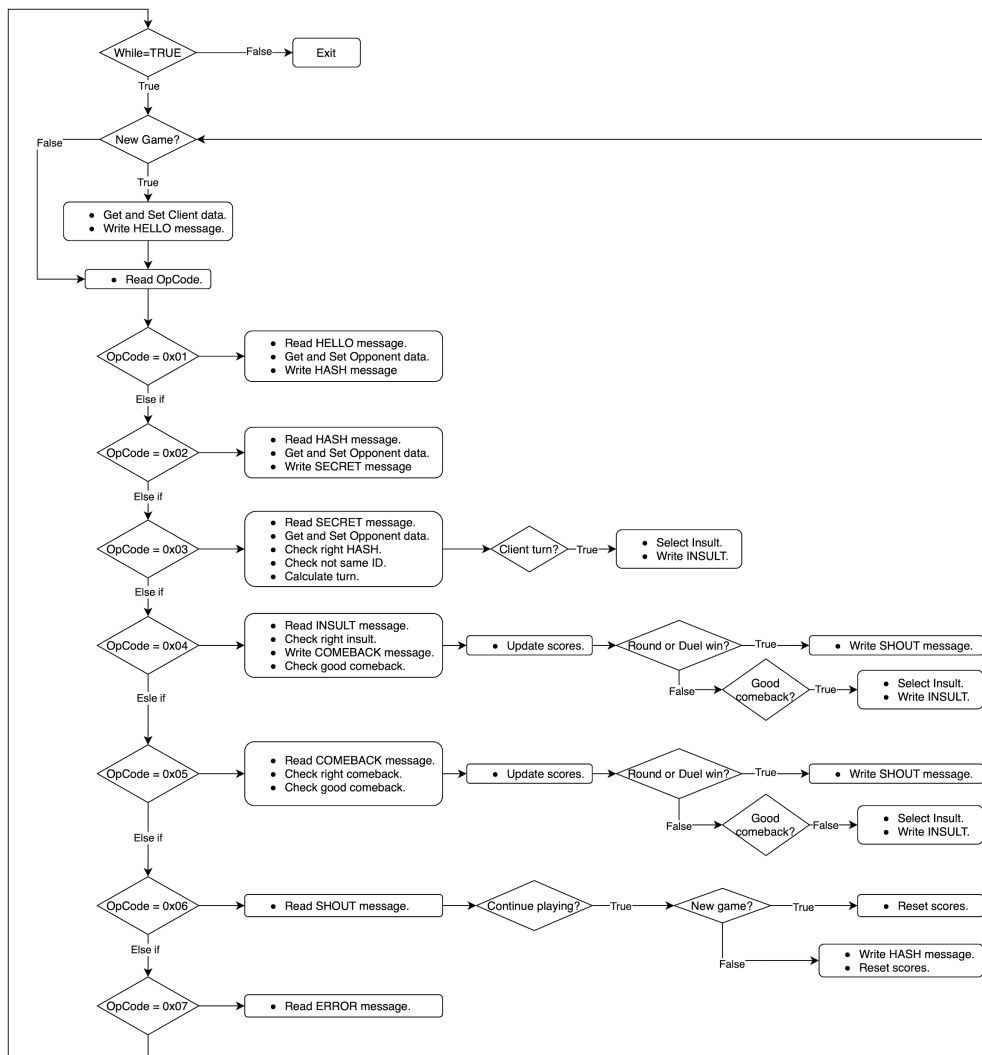 While=TRUE
False
Exit
True
New Game?
False
True
• Get and Set Client data.
• Write HELLO message.
• Read OpCode.
OpCode = 0x01
• Read HELLO message.
• Get and Set Opponent data.
• Write HASH message
Else if
OpCode = 0x02
• Read HASH message.
• Get and Set Opponent data.
• Write SECRET message
Else if
OpCode = 0x03
• Read SECRET message.
• Get and Set Opponent data.
• Check right HASH.
• Check not same ID.
• Calculate turn.
Client turn?
True
• Select Insult.
• Write INSULT.
Else if
OpCode = 0x04
• Read INSULT message.
• Check right insult.
• Write COMEBACK message.
• Check good comeback.
• Update scores.
Round or Duel win?
True
• Write SHOUT message.
False
Good
comeback?
True
• Select Insult.
• Write INSULT.
Esle if
OpCode = 0x05
• Read COMEBACK message.
• Check right comeback.
• Check good comeback.
• Update scores.
Round or Duel win?
True
• Write SHOUT message.
False
Good
comeback?
False
• Select Insult.
• Write INSULT.
Else if
OpCode = 0x06
• Read SHOUT message.
Continue playing?
True
New game?
True
• Reset scores.
False
• Write HASH message.
• Reset scores.
Else if
OpCode = 0x07
• Read ERROR message.